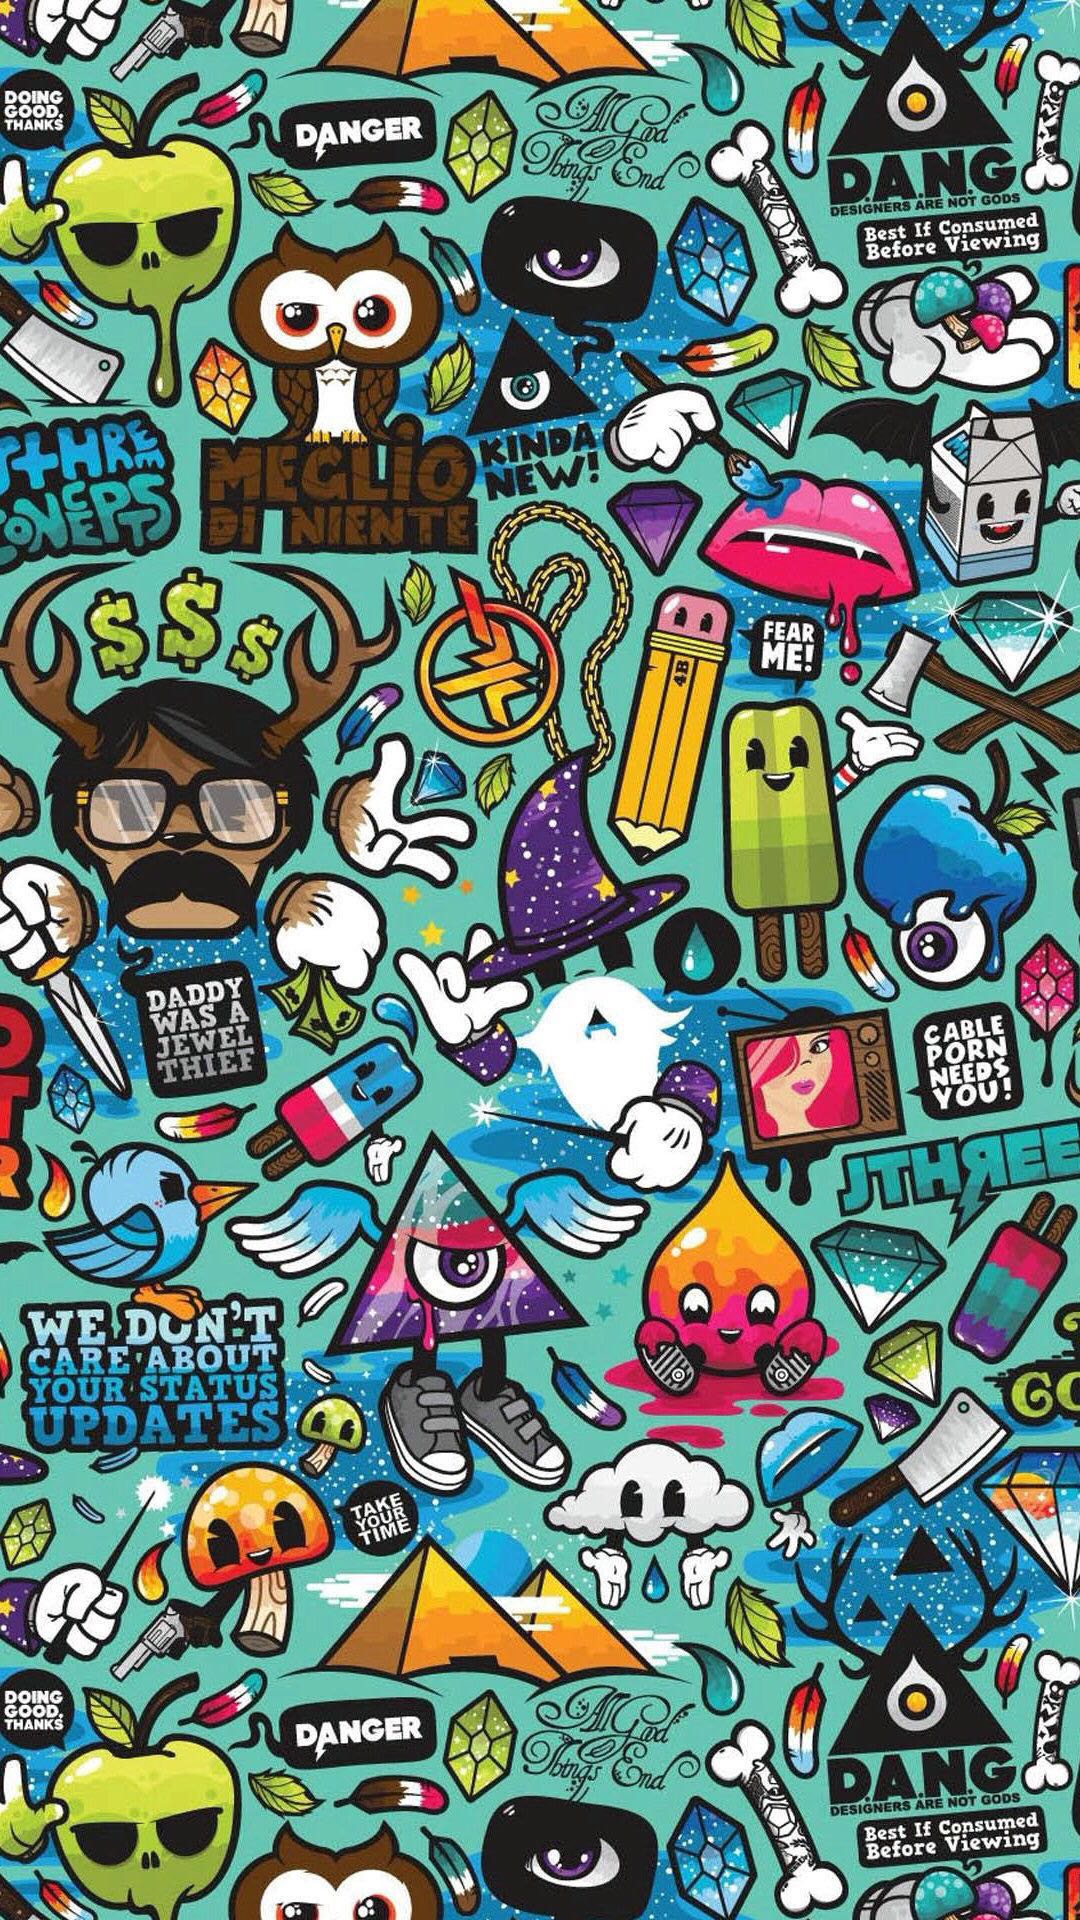 DOING
GOOD,
THANKS
DANGER
All Good
Things End
D.A.N.G
DESIGNERS ARE NOT GODS
Best If Consumed
Before Viewing
KINDA
NEW!
MEGLIO
DI NIENTE
$ $ $
4B
FEAR
ME!
DADDY
WAS A
JEWEL
THIEF
CABLE
PORN
NEEDS
YOU!
JTHREE
WE DON'T
CARE ABOUT
YOUR STATUS
UPDATES
TAKE
YOUR
TIME
DOING
GOOD,
THANKS
DANGER
All Good
Things End
D.A.N.G
DESIGNERS ARE NOT GODS
Best If Consumed
Before Viewing